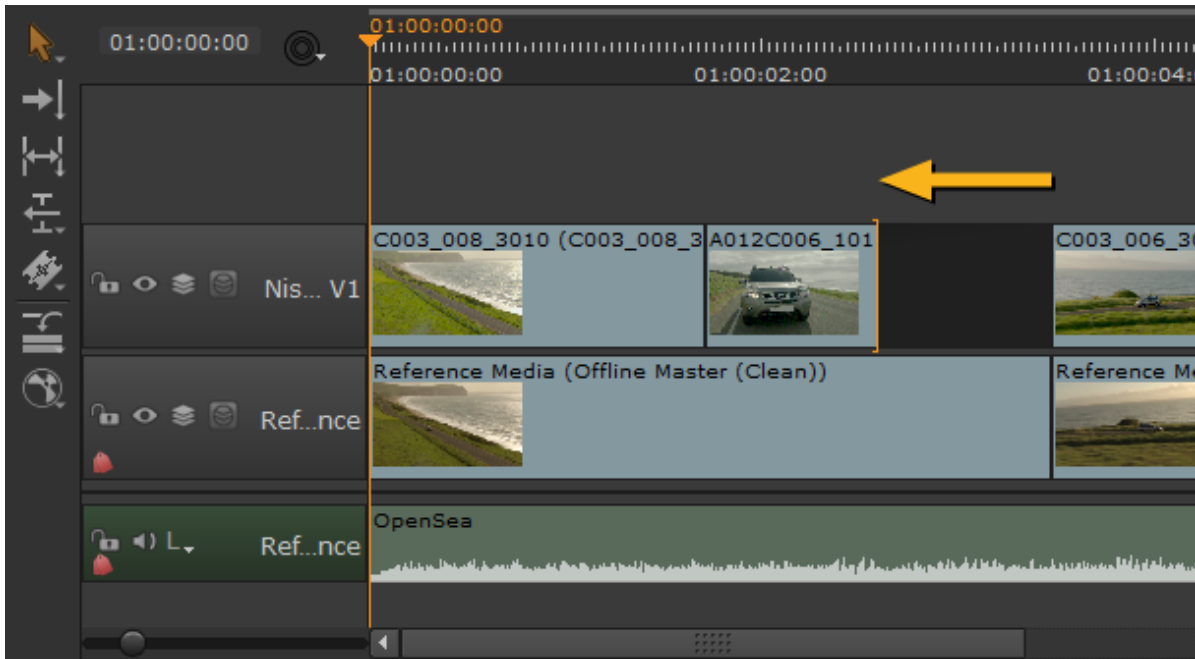 01:00:00:00
01:00:00:00
01:00:00:00 01:00:02:00 01:00:04:
C003_008_3010 (C003_008_3 A012C006_101 C003_006_30
Nis... V1
Reference Media (Offline Master (Clean)) Reference Me
Ref...nce
OpenSea
L
Ref...nce